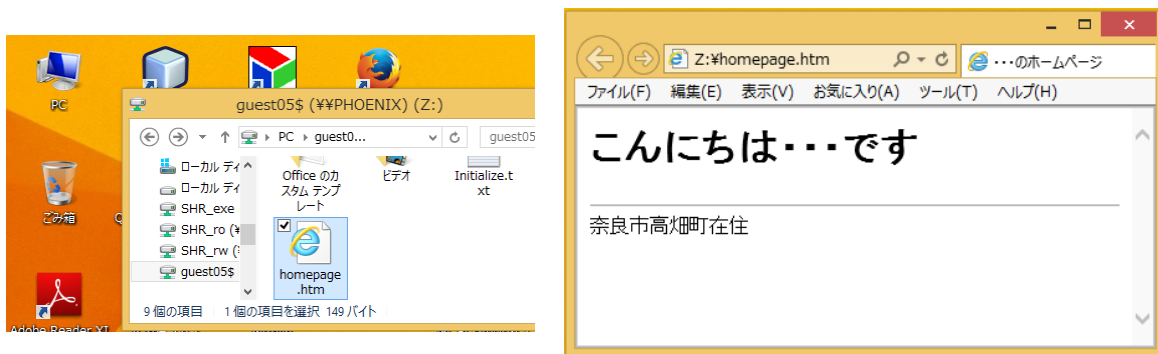 PC
ごみ箱
Adobe Reader XI
guest05$ (¥¥PHOENIX) (Z:)
PC guest0...
guest05
ローカル ディ
ローカル ディ
SHR_exe
SHR_ro (¥
SHR_rw (
guest05$
Office のカ
スタム テンプ
レート
ビデオ
Initialize.t
xt
homepage
.htm
9 個の項目 1 個の項目を選択 149 バイト
Z:¥homepage.htm
・・・のホームページ
ファイル(F) 編集(E) 表示(V) お気に入り(A) ツール(T) ヘルプ(H)
こんにちは・・・です
奈良市高畑町在住